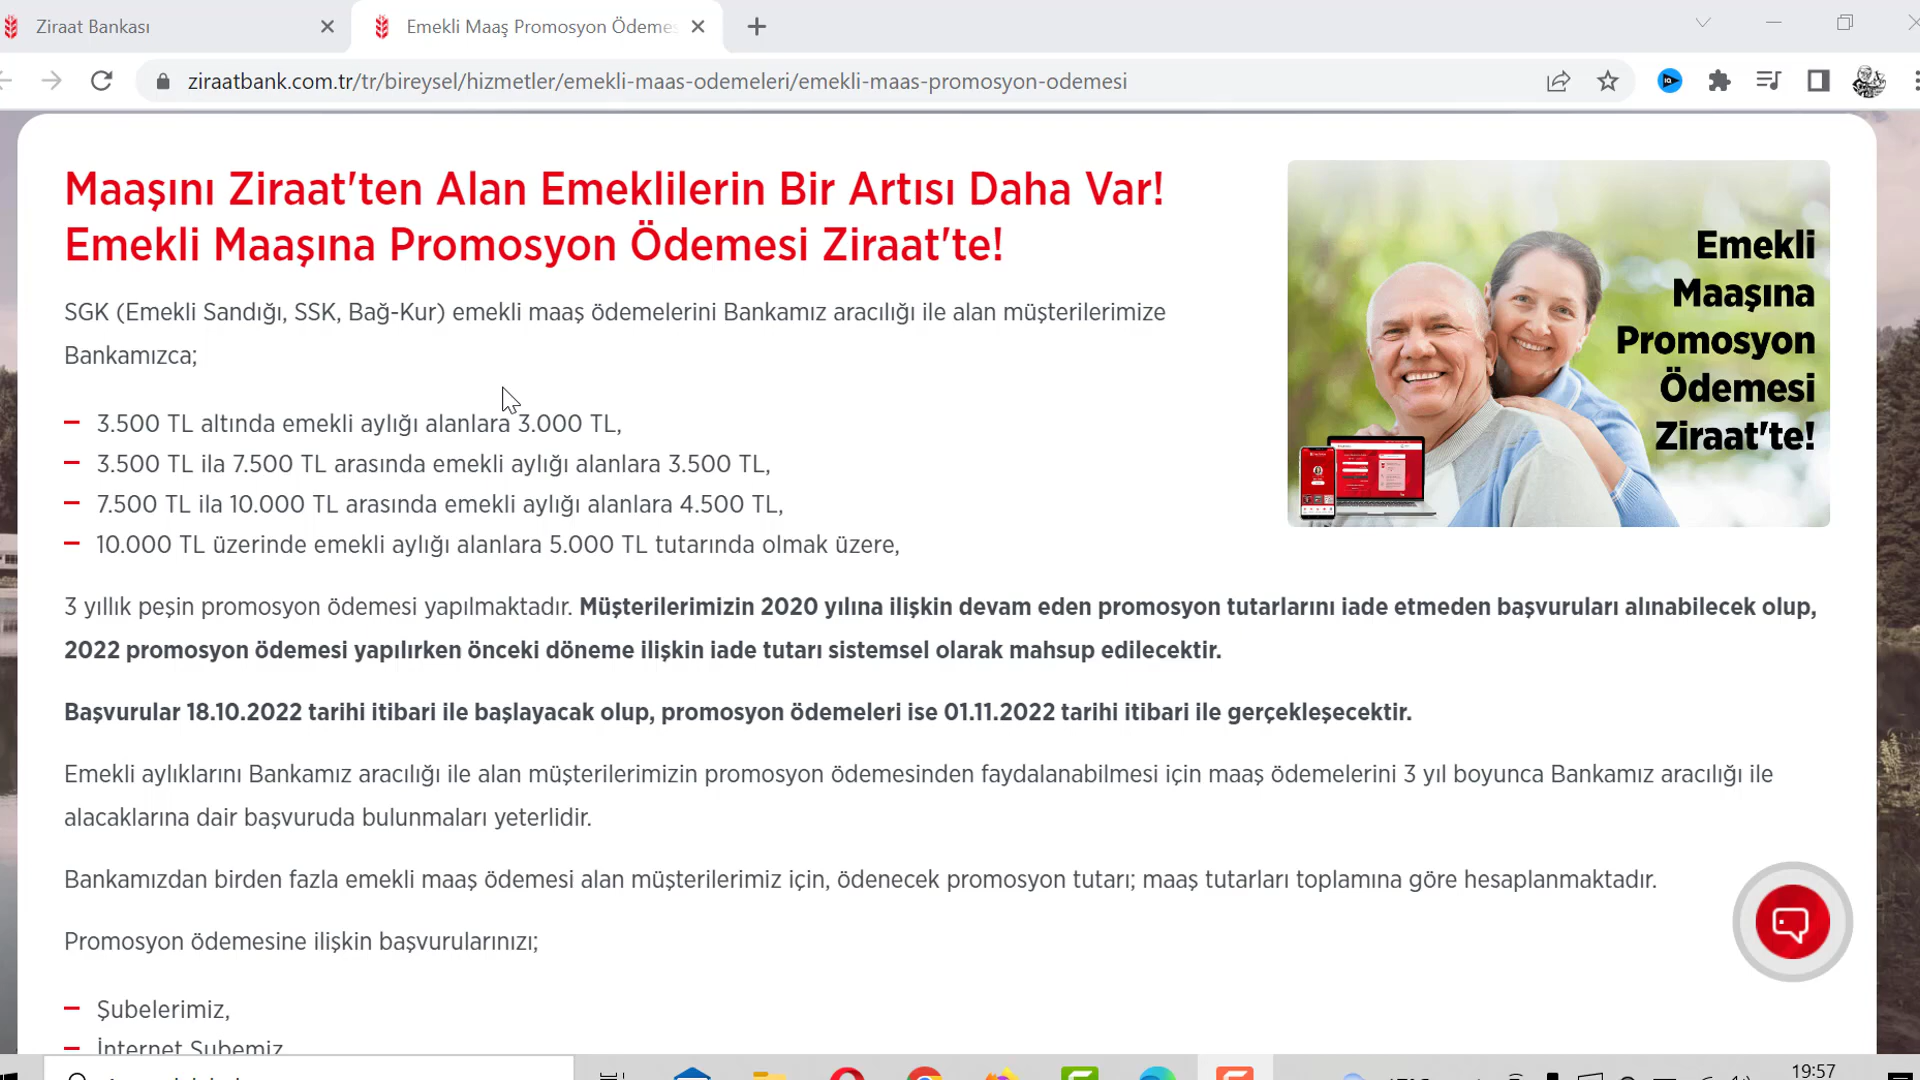 Ziraat Bankası
Emekli Maaş Promosyon Ödemes
ziraatbank.com.tr/tr/bireysel/hizmetler/emekli-maas-odemeleri/emekli-maas-promosyon-odemesi
Maaşını Ziraat'ten Alan Emeklilerin Bir Artısı Daha Var!
Emekli Maaşına Promosyon Ödemesi Ziraat'te!
SGK (Emekli Sandığı, SSK, Bağ-Kur) emekli maaş ödemelerini Bankamız aracılığı ile alan müşterilerimize
Bankamızca;
– 3.500 TL altında emekli aylığı alanlara 3.000 TL,
– 3.500 TL ila 7.500 TL arasında emekli aylığı alanlara 3.500 TL,
– 7.500 TL ila 10.000 TL arasında emekli aylığı alanlara 4.500 TL,
– 10.000 TL üzerinde emekli aylığı alanlara 5.000 TL tutarında olmak üzere,
Emekli
Maaşına
Promosyon
Ödemesi
Ziraat'te!
3 yıllık peşin promosyon ödemesi yapılmaktadır. Müşterilerimizin 2020 yılına ilişkin devam eden promosyon tutarlarını iade etmeden başvuruları alınabilecek olup,
2022 promosyon ödemesi yapılırken önceki döneme ilişkin iade tutarı sistemsel olarak mahsup edilecektir.
Başvurular 18.10.2022 tarihi itibari ile başlayacak olup, promosyon ödemeleri ise 01.11.2022 tarihi itibari ile gerçekleşecektir.
Emekli aylıklarını Bankamız aracılığı ile alan müşterilerimizin promosyon ödemesinden faydalanabilmesi için maaş ödemelerini 3 yıl boyunca Bankamız aracılığı ile
alacaklarına dair başvuruda bulunmaları yeterlidir.
Bankamızdan birden fazla emekli maaş ödemesi alan müşterilerimiz için, ödenecek promosyon tutarı; maaş tutarları toplamına göre hesaplanmaktadır.
Promosyon ödemesine ilişkin başvurularınızı;
– Şubelerimiz,
– İnternet Şubemiz
19:57